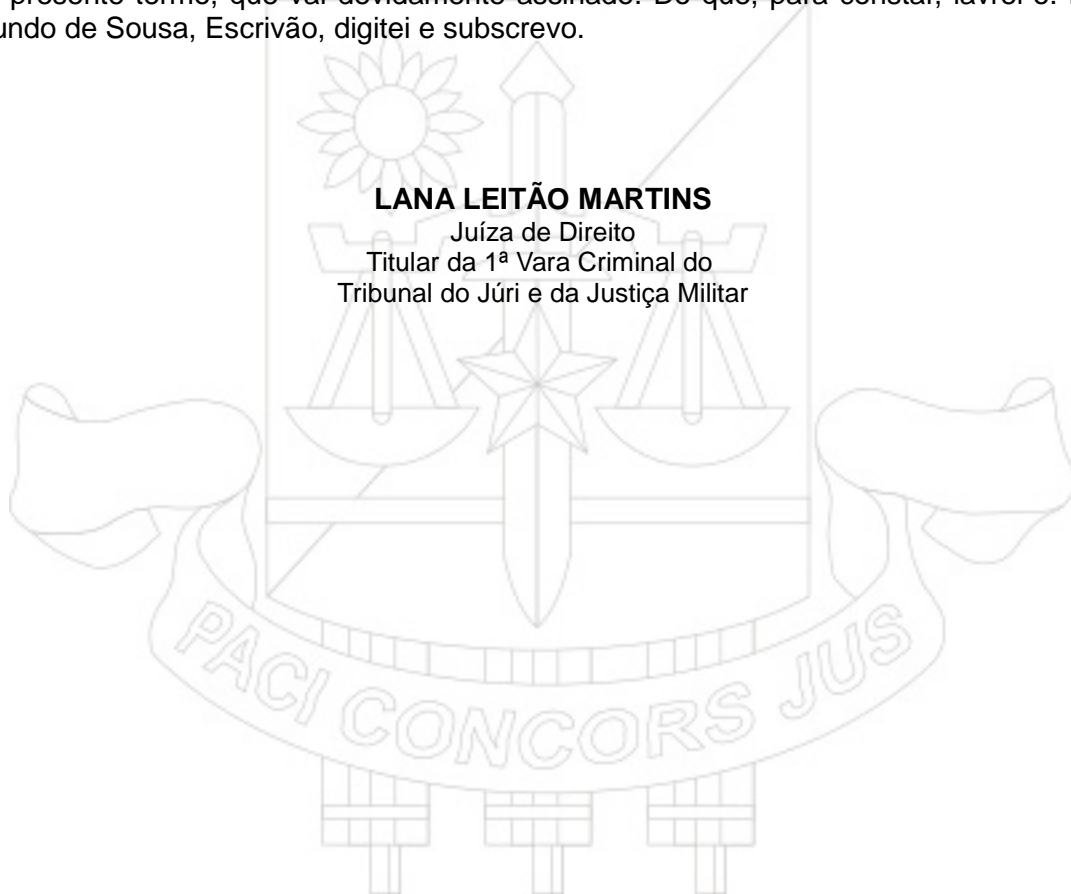 presente termo, que vai devidamente assinado. Do que, para constar, lavrei
undo de Sousa, Escrivão, digitei e subscrevo.
LANA LEITÃO MARTINS
Juíza de Direito
Titular da 1ª Vara Criminal do
Tribunal do Júri e da Justiça Militar
PACI CONCORS JUS